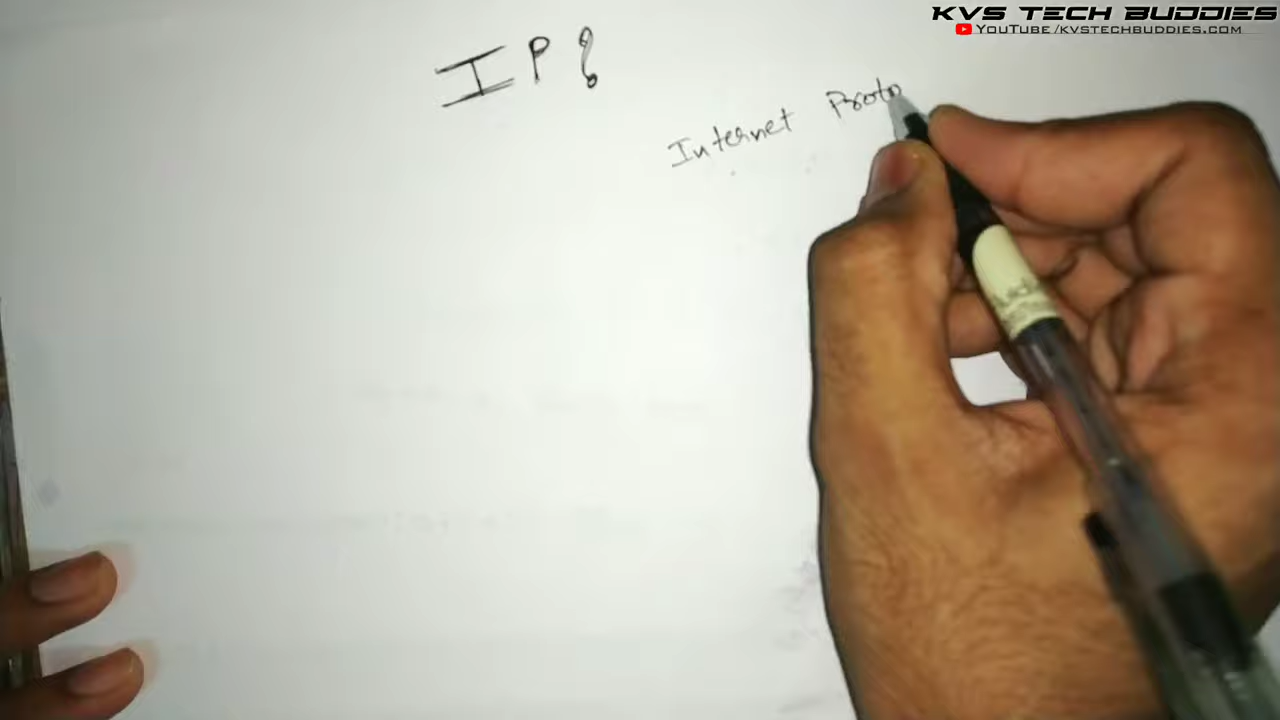 KVS TECH BUDDIES
YOUTUBE/KVSTECHBUDDIES.COM
IP?
Internet Proto